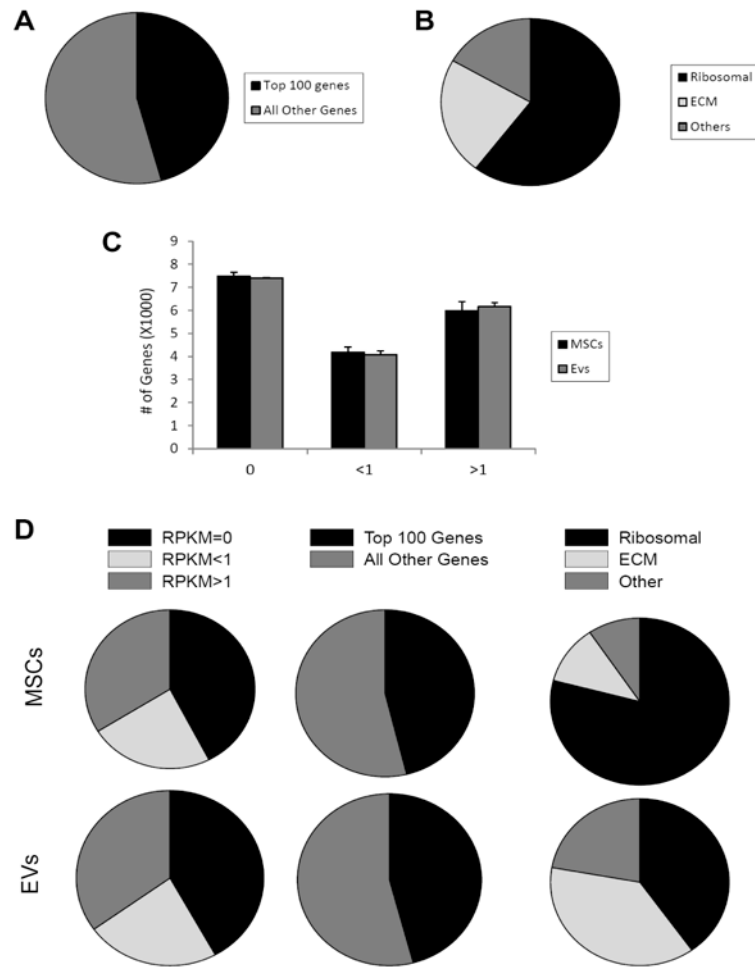 A
Top 100 genes
All Other Genes
B
Ribosomal
ECM
Others
C
# of Genes (X1000)
9
8
7
6
5
4
3
2
1
0
0
<1
>1
MSCs
Evs
D
RPKM=0
RPKM<1
RPKM>1
Top 100 Genes
All Other Genes
Ribosomal
ECM
Other
MSCs
EVs